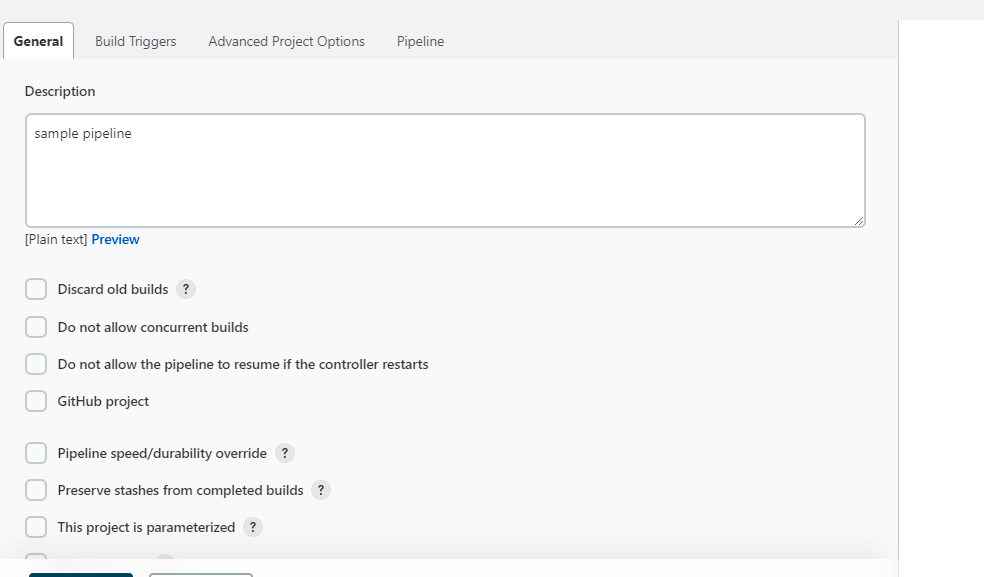 General Build Triggers Advanced Project Options Pipeline
Description
sample pipeline
[Plain text] Preview
Discard old builds ?
Do not allow concurrent builds
Do not allow the pipeline to resume if the controller restarts
GitHub project
Pipeline speed/durability override ?
Preserve stashes from completed builds ?
This project is parameterized ?